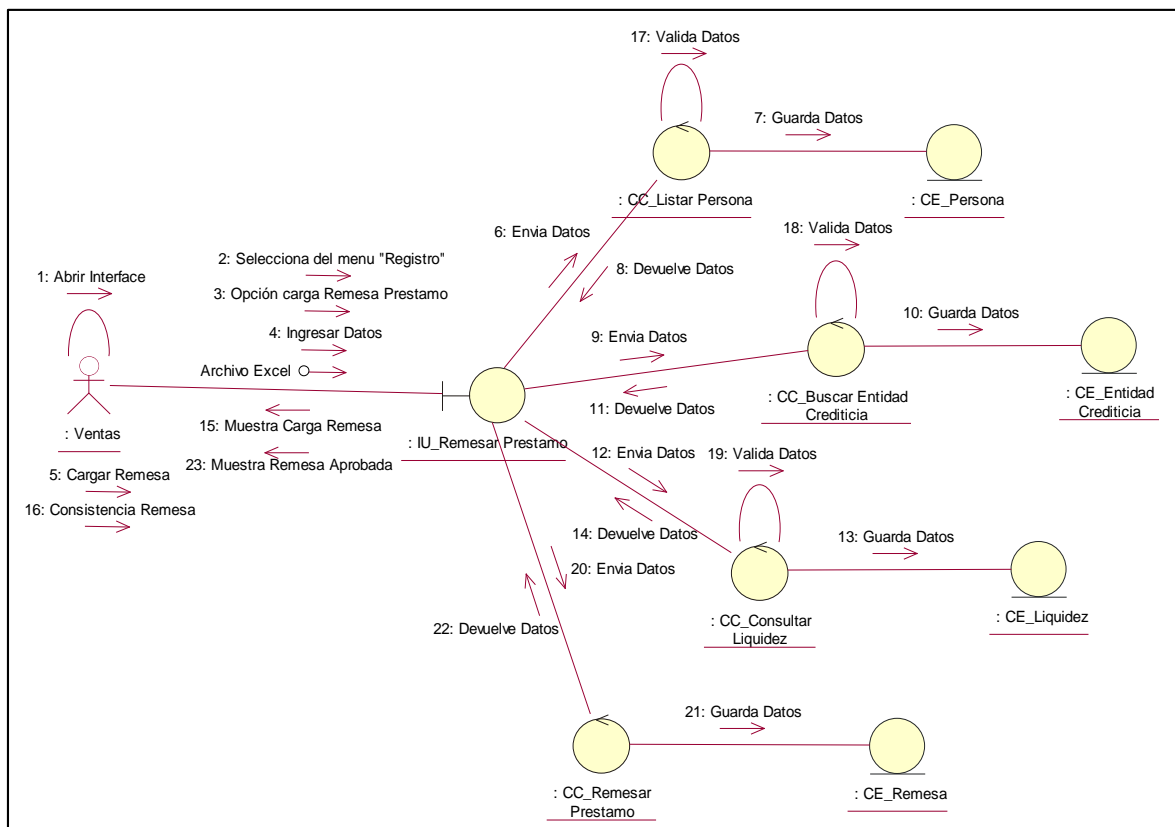 17: Valida Datos
7: Guarda Datos
: CC_Listar Persona
: CE_Persona
6: Envia Datos
18: Valida Datos
2: Selecciona del menu "Registro"
8: Devuelve Datos
1: Abrir Interface
3: Opción carga Remesa Prestamo
10: Guarda Datos
4: Ingresar Datos
9: Envia Datos
Archivo Excel
: CC_Buscar Entidad
Crediticia
: CE_Entidad
Crediticia
11: Devuelve Datos
15: Muestra Carga Remesa
: Ventas
: IU_Remesar Prestamo
12: Envia Datos
19: Valida Datos
23: Muestra Remesa Aprobada
5: Cargar Remesa
16: Consistencia Remesa
14: Devuelve Datos
13: Guarda Datos
20: Envia Datos
: CC_Consultar
Liquidez
: CE_Liquidez
22: Devuelve Datos
21: Guarda Datos
: CC_Remesar
Prestamo
: CE_Remesa